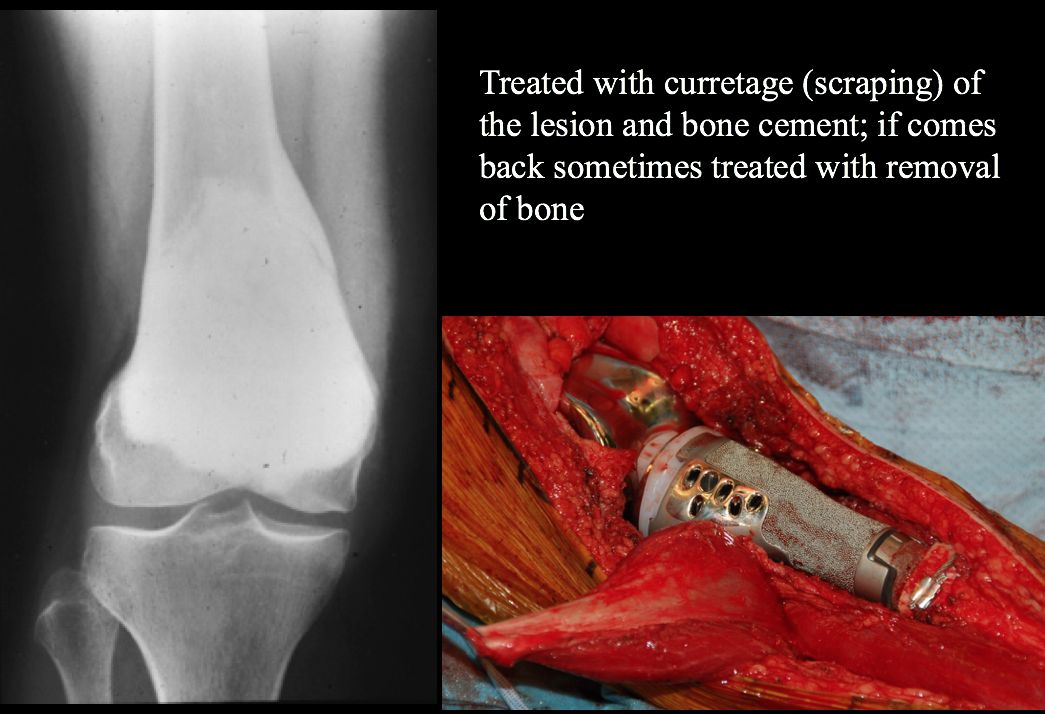 Treated with curretage (scraping) of
the lesion and bone cement; if comes
back sometimes treated with removal
of bone